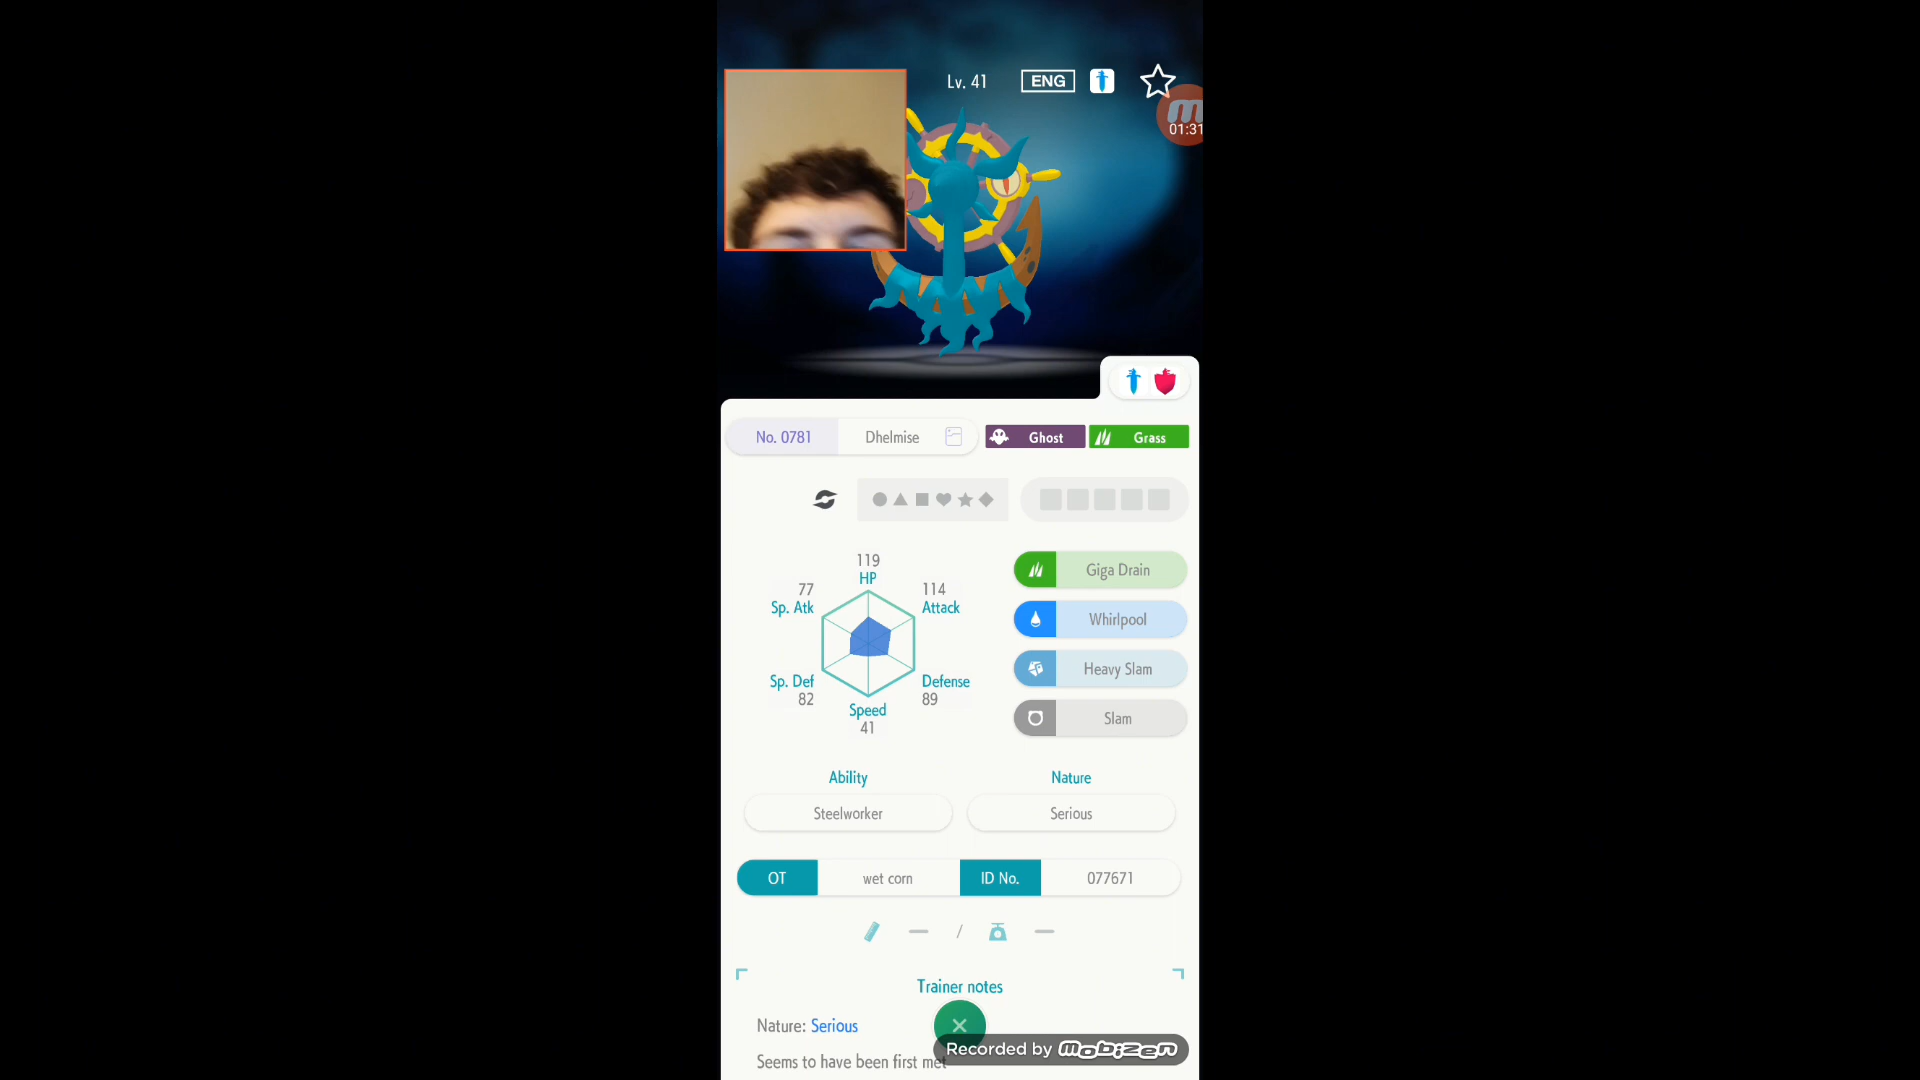 Lv. 41
ENG
01:31
No. 0781
Dhelmise
Ghost
Grass
119
HP
77
Sp. Atk
114
Attack
Sp. Def
82
Defense
89
Speed
41
Giga Drain
Whirlpool
Heavy Slam
Slam
Ability
Nature
Steelworker
Serious
OT
wet corn
ID No.
077671
— / —
Trainer notes
Nature: Serious
Seems to have been first met
Recorded by mobizen